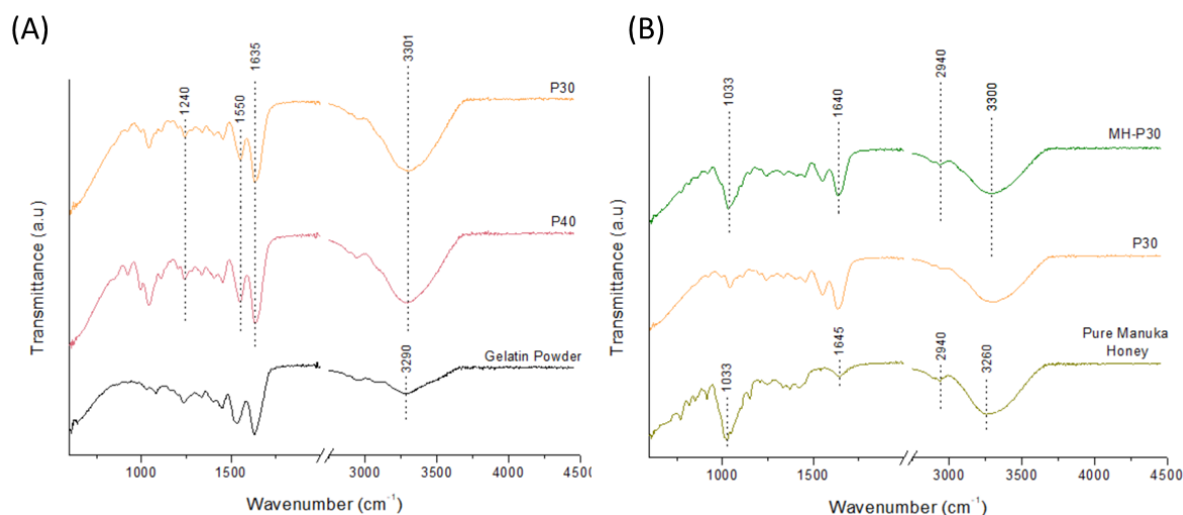 (A)
1240
1550
1635
3301
P30
P40
Gelatin Powder
3290
Transmittance (a.u)
1000
1500
3000
3500
4000
450
Wavenumber (cm⁻¹)
(B)
1033
1640
2940
3300
MH-P30
P30
Pure Manuka
Honey
1033
1645
2940
3260
Transmittance (a.u)
1000
1500
3000
3500
4000
4500
Wavenumber (cm⁻¹)